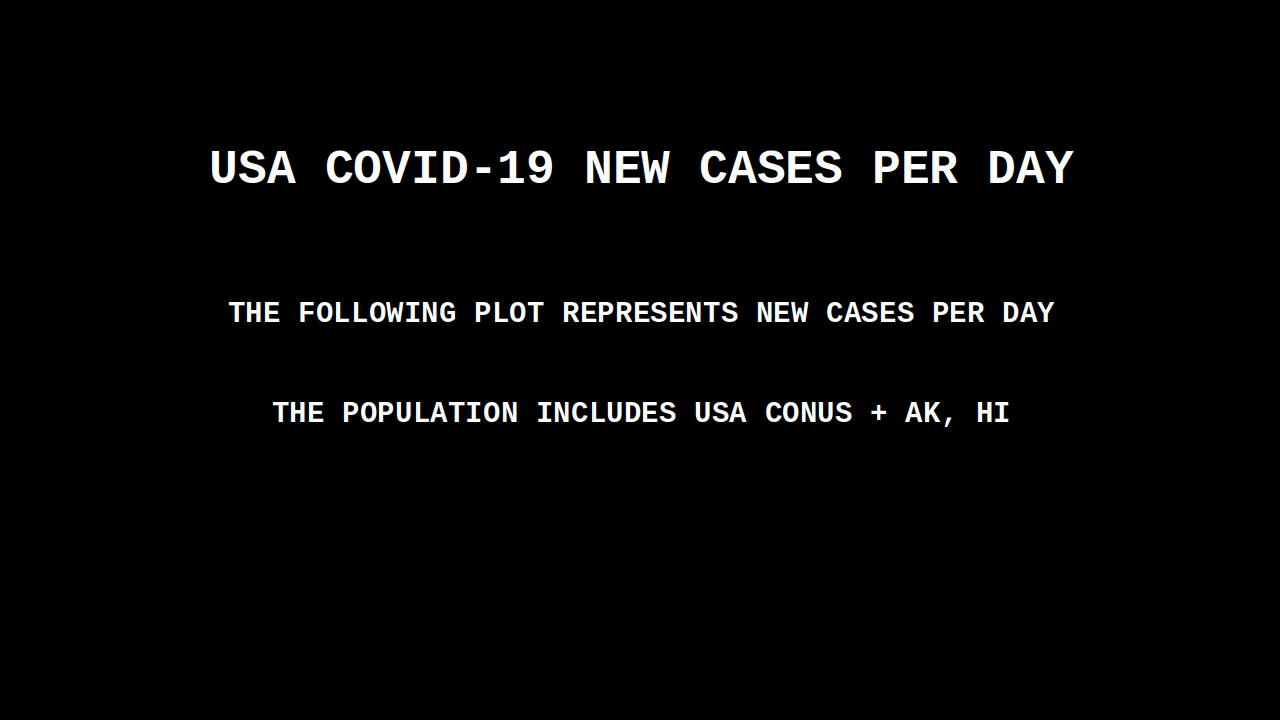 USA COVID-19 NEW CASES PER DAY
THE FOLLOWING PLOT REPRESENTS NEW CASES PER DAY
THE POPULATION INCLUDES USA CONUS + AK, HI